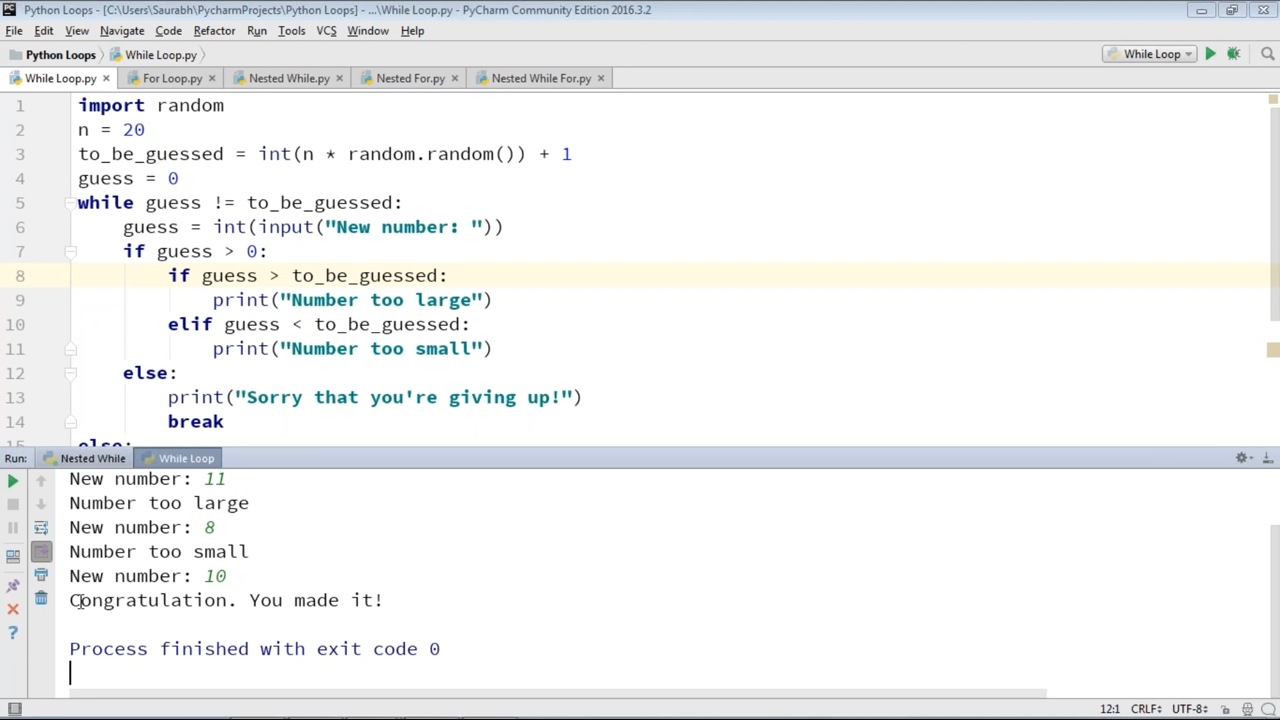 Python Loops - [C:\Users\Saurabh\PycharmProjects\Python Loops] - ...\While Loop.py - PyCharm Community Edition 2016.3.2
File Edit View Navigate Code Refactor Run Tools VCS Window Help
Python Loops While Loop.py While Loop
While Loop.py For Loop.py Nested While.py Nested For.py Nested While For.py
1 import random
2 n = 20
3 to_be_guessed = int(n * random.random()) + 1
4 guess = 0
5 while guess != to_be_guessed:
6 guess = int(input("New number: "))
7 if guess > 0:
8 if guess > to_be_guessed:
9 print("Number too large")
10 elif guess < to_be_guessed:
11 print("Number too small")
12 else:
13 print("Sorry that you're giving up!")
14 break
15 else:
Run: Nested While While Loop
New number: 11
Number too large
New number: 8
Number too small
New number: 10
Congratulation. You made it!
Process finished with exit code 0
12:1 CRLF UTF-8